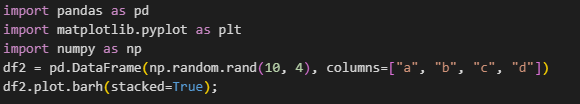 import pandas as pd
import matplotlib.pyplot as plt
import numpy as np
df2 = pd.DataFrame(np.random.rand(10, 4), columns=["a", "b", "c", "d"])
df2.plot.barh(stacked=True);